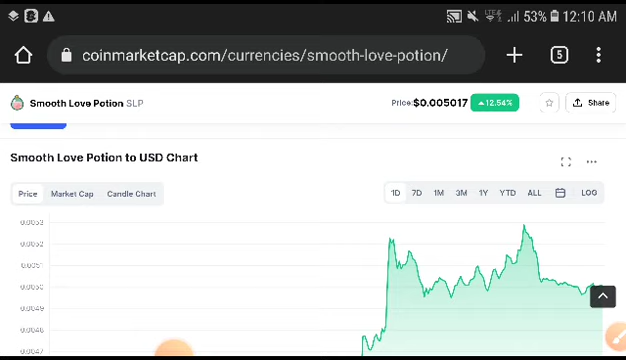 LTE 53% 12:10 AM
coinmarketcap.com/currencies/smooth-love-potion/ 5
Smooth Love Potion SLP Price:$0.005017 12.54% Share
Smooth Love Potion to USD Chart
Price Market Cap Candle Chart 1D 7D 1M 3M 1Y YTD ALL LOG
0.0053
0.0052
0.0051
0.0050
0.0049
0.0048
0.0047